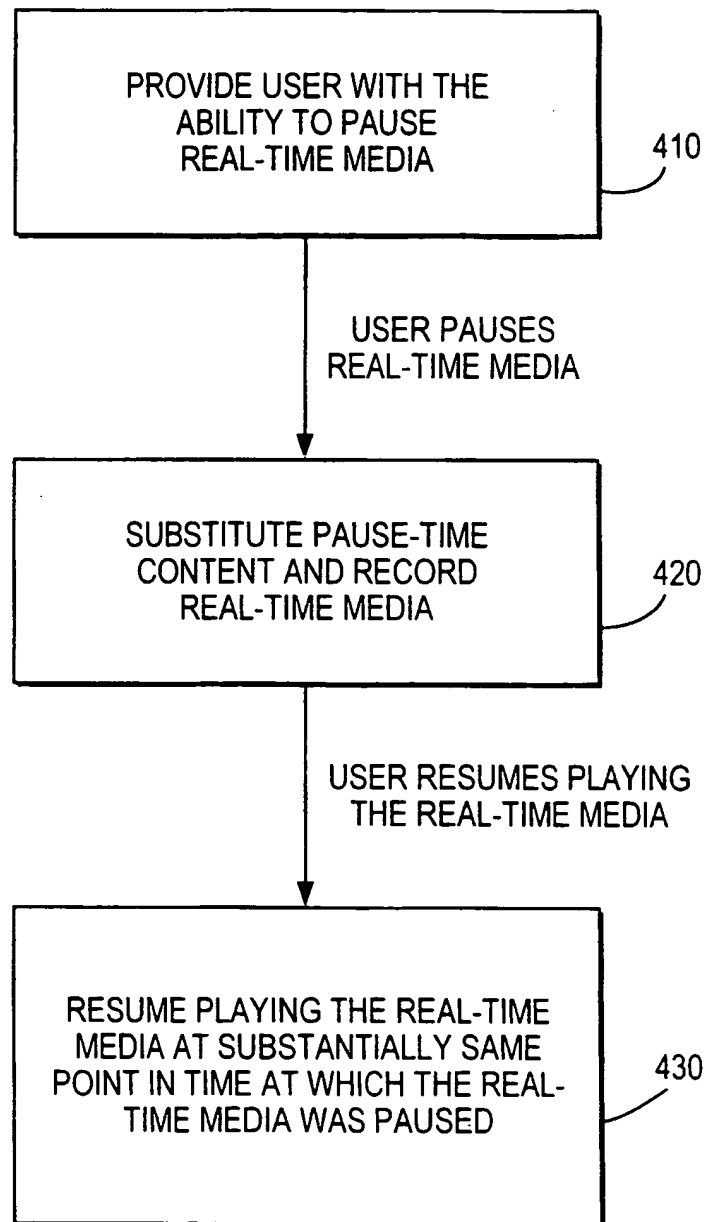 PROVIDE USER WITH THE
ABILITY TO PAUSE
REAL-TIME MEDIA
410
USER PAUSES
REAL-TIME MEDIA
SUBSTITUTE PAUSE-TIME
CONTENT AND RECORD
REAL-TIME MEDIA
420
USER RESUMES PLAYING
THE REAL-TIME MEDIA
RESUME PLAYING THE REAL-TIME
MEDIA AT SUBSTANTIALLY SAME
POINT IN TIME AT WHICH THE REAL-
TIME MEDIA WAS PAUSED
430